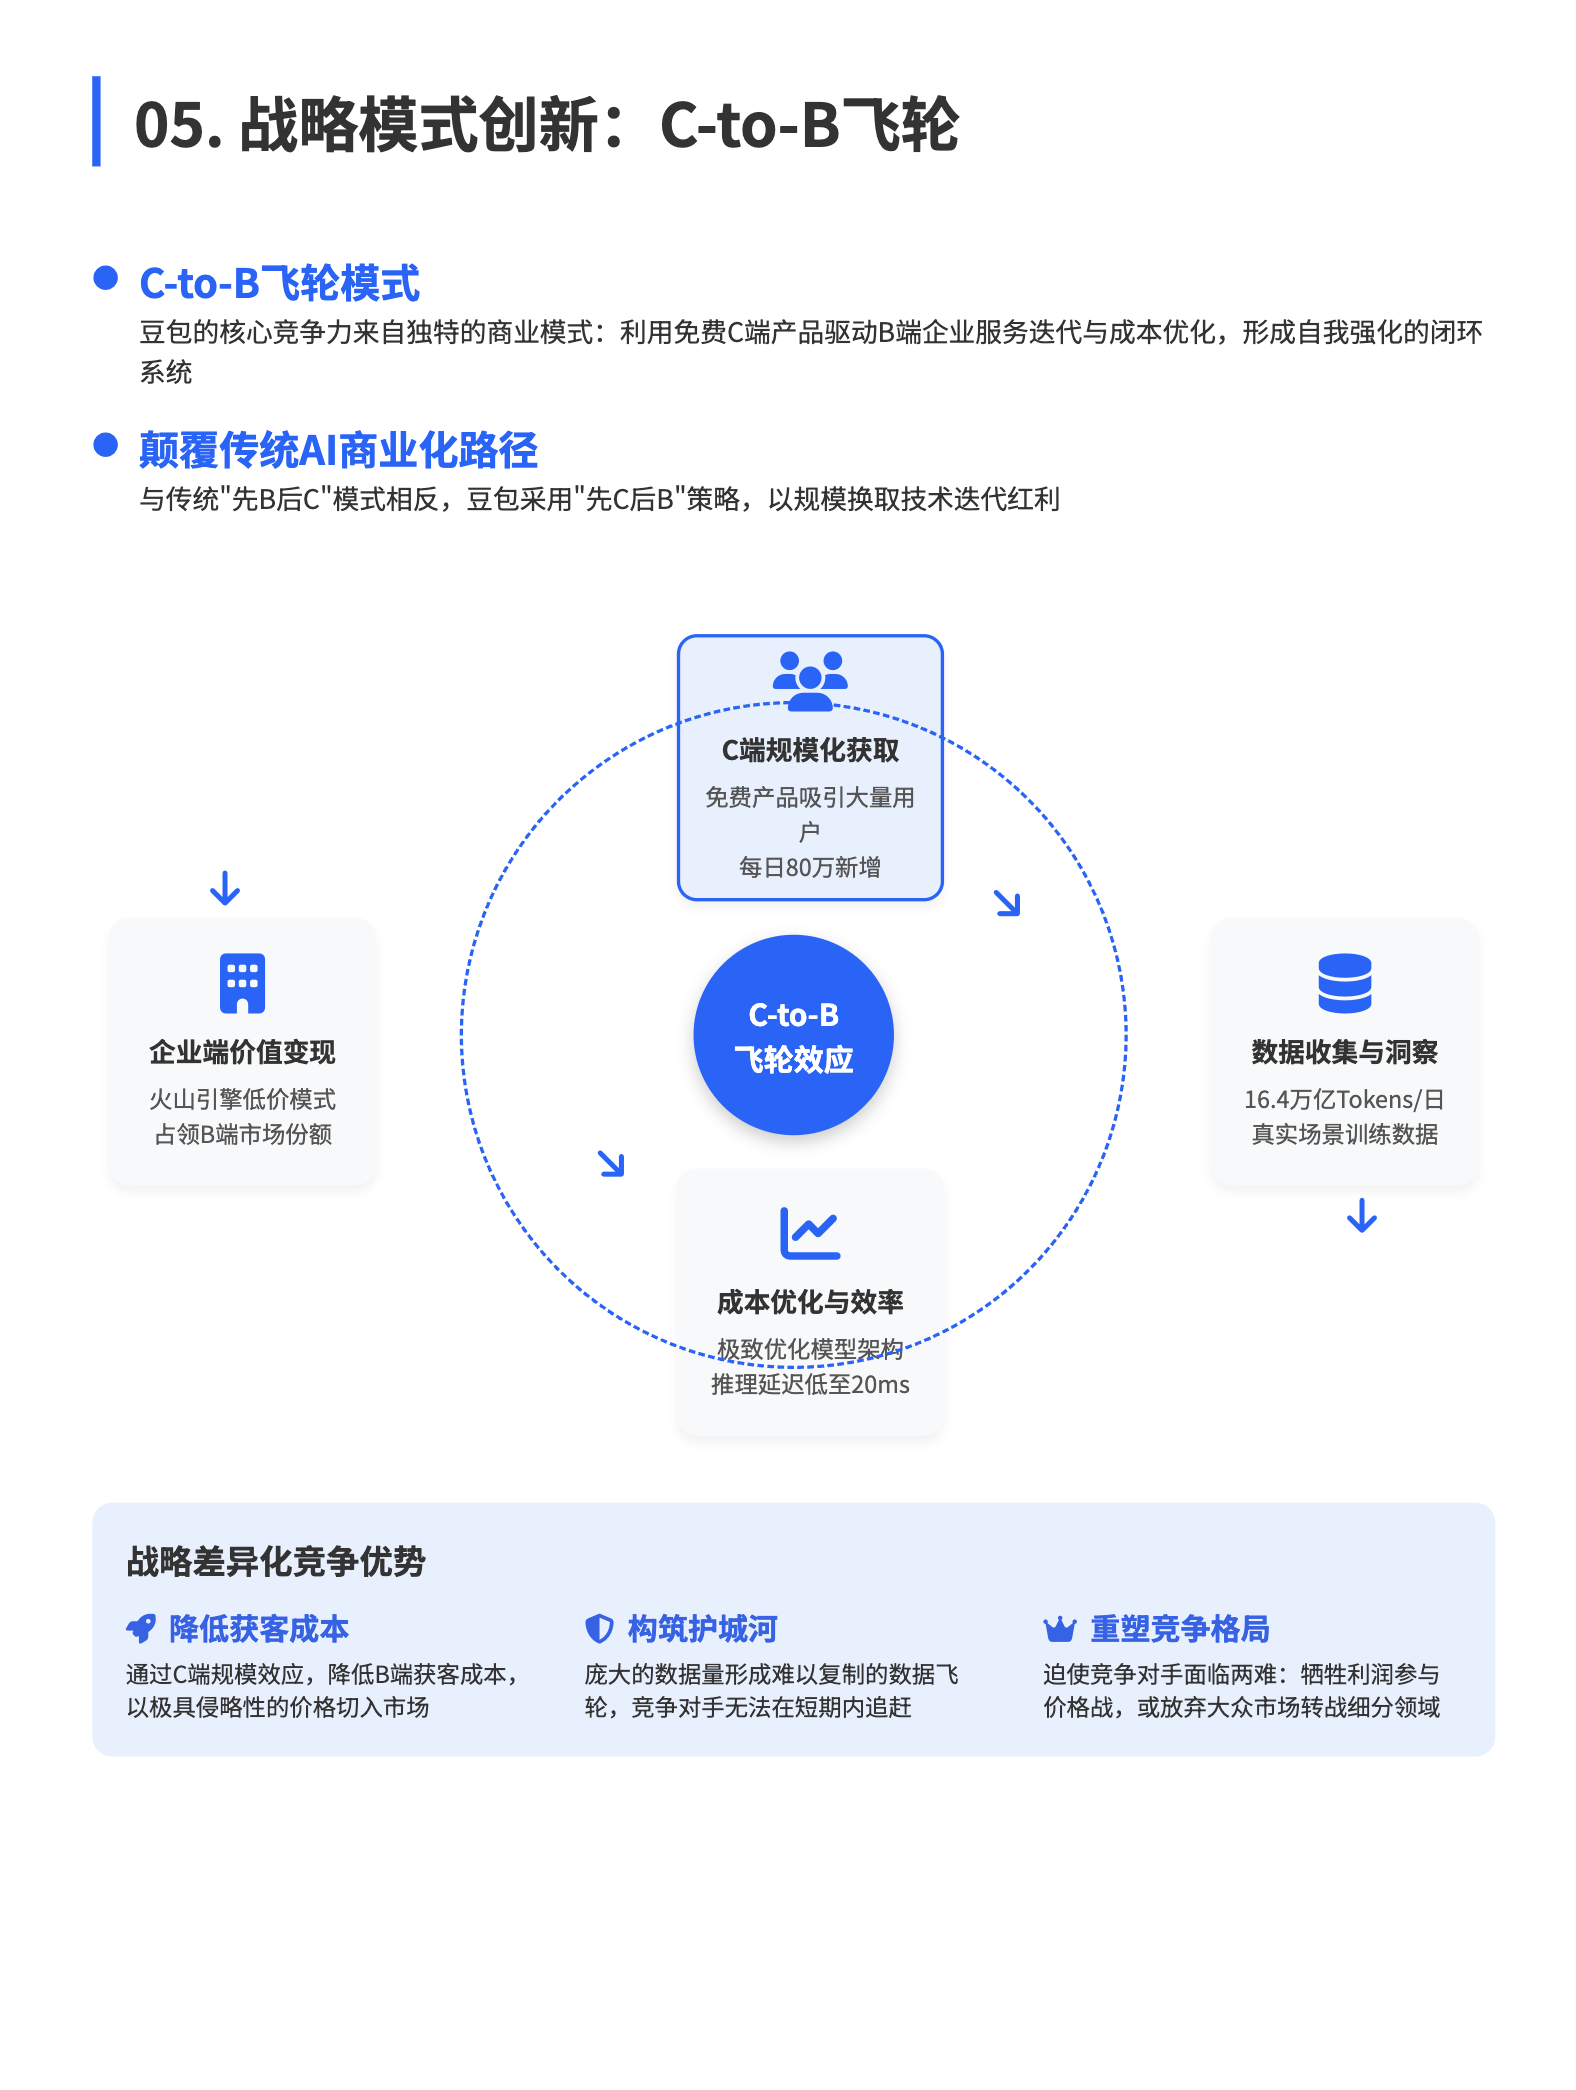 05. 战略模式创新：C-to-B飞轮
C-to-B飞轮模式
豆包的核心竞争力来自独特的商业模式：利用免费C端产品驱动B端企业服务迭代与成本优化，形成自我强化的闭环
系统
颠覆传统AI商业化路径
与传统"先B后C"模式相反，豆包采用"先C后B"策略，以规模换取技术迭代红利
C端规模化获取
免费产品吸引大量用
户
每日80万新增
企业端价值变现
火山引擎低价模式
占领B端市场份额
C-to-B
飞轮效应
数据收集与洞察
16.4万亿Tokens/日
真实场景训练数据
成本优化与效率
极致优化模型架构
推理延迟低至20ms
战略差异化竞争优势
降低获客成本
通过C端规模效应，降低B端获客成本，
以极具侵略性的价格切入市场
构筑护城河
庞大的数据量形成难以复制的数据飞
轮，竞争对手无法在短期内追赶
重塑竞争格局
迫使竞争对手面临两难：牺牲利润参与
价格战，或放弃大众市场转战细分领域